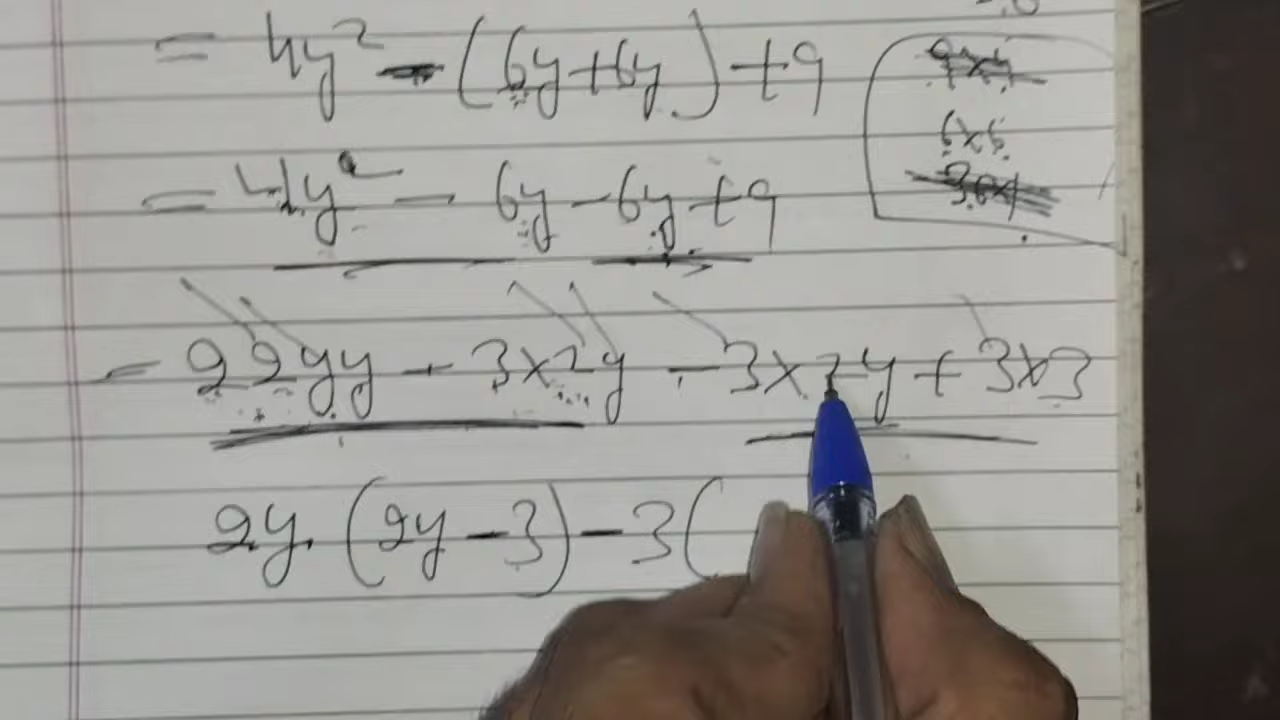 = 4y² - (6y+6y) +9
= 4y² - 6y - 6y +9
6×6
- 2 2 y y - 3×2y - 3×2y + 3×3
2y (2y - 3) - 3 (